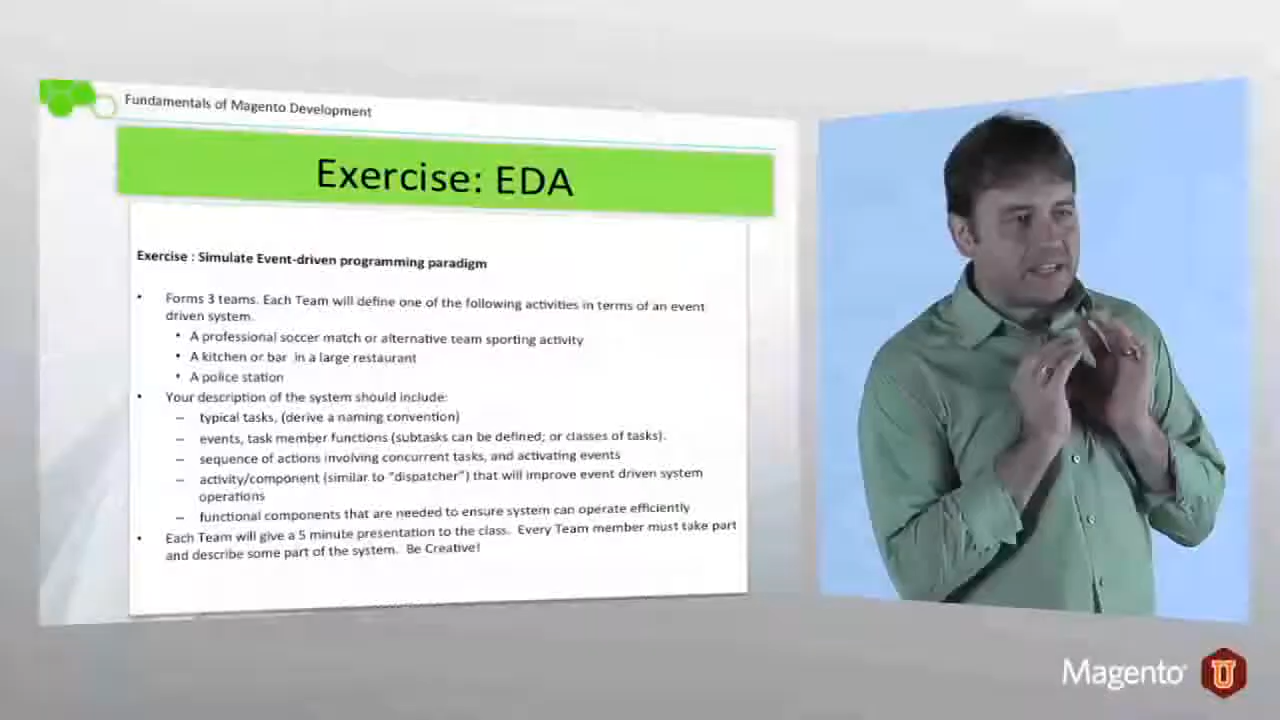 Fundamentals of Magento Development
Exercise: EDA
Exercise : Simulate Event-driven programming paradigm
• Forms 3 teams. Each Team will define one of the following activities in terms of an event
driven system.
• A professional soccer match or alternative team sporting activity
• A kitchen or bar in a large restaurant
• A police station
• Your description of the system should include:
– typical tasks, (derive a naming convention)
– events, task member functions (subtasks can be defined; or classes of tasks).
– sequence of actions involving concurrent tasks, and activating events
– activity/component (similar to "dispatcher") that will improve event driven system
operations
– functional components that are needed to ensure system can operate efficiently
• Each Team will give a 5 minute presentation to the class. Every Team member must take part
and describe some part of the system. Be Creative!
Magento U